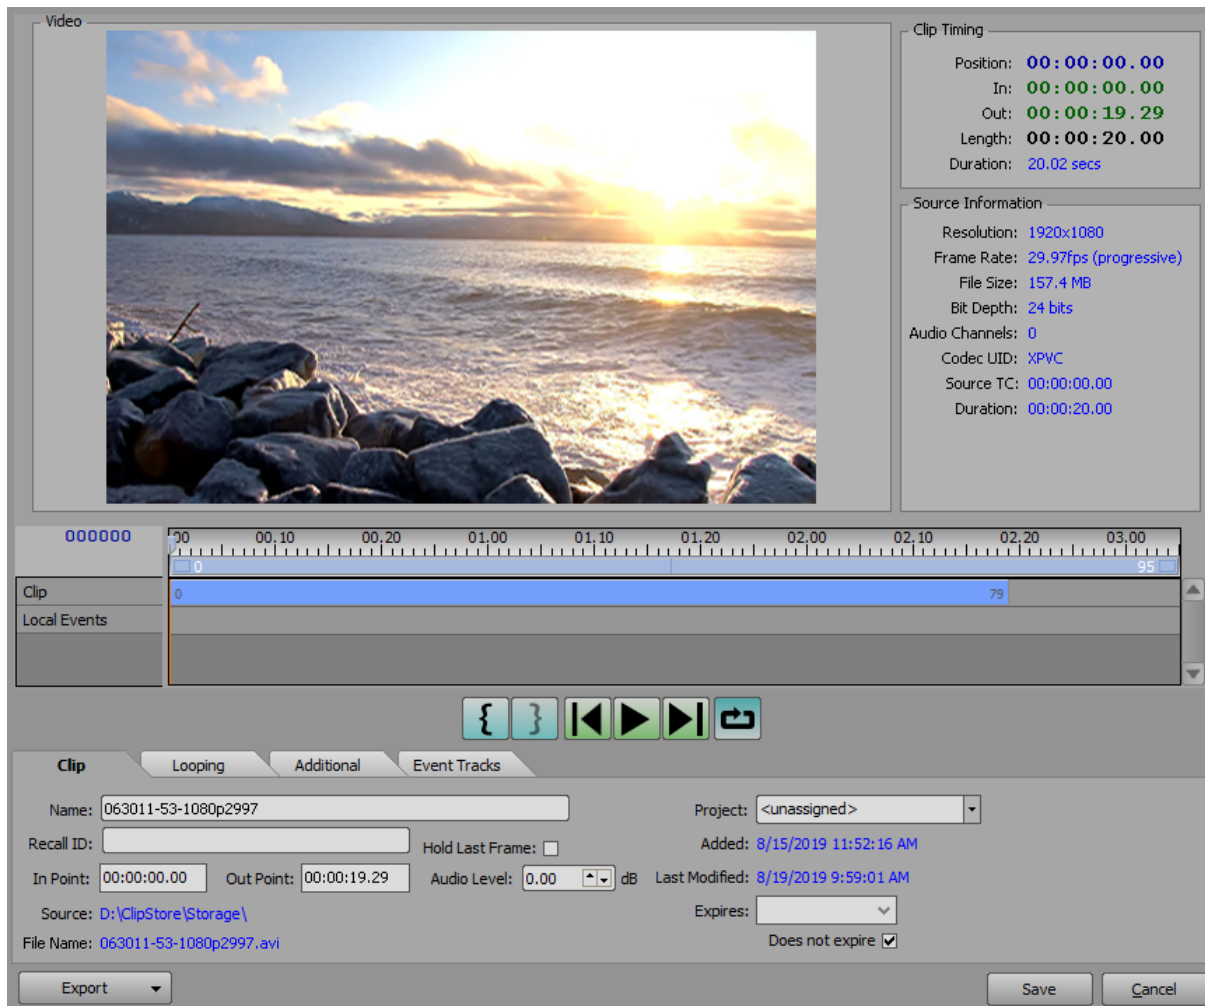 Video
Clip Timing
Position: 00:00:00.00
In: 00:00:00.00
Out: 00:00:19.29
Length: 00:00:20.00
Duration: 20.02 secs
Source Information
Resolution: 1920x1080
Frame Rate: 29.97fps (progressive)
File Size: 157.4 MB
Bit Depth: 24 bits
Audio Channels: 0
Codec UID: XPVC
Source TC: 00:00:00.00
Duration: 00:00:20.00
000000 00 00.10 00.20 01.00 01.10 01.20 02.00 02.10 02.20 03.00
0 95
Clip 0 79
Local Events
{ }
Clip Looping Additional Event Tracks
Name: 063011-53-1080p2997 Project: <unassigned>
Recall ID: Hold Last Frame: Added: 8/15/2019 11:52:16 AM
In Point: 00:00:00.00 Out Point: 00:00:19.29 Audio Level: 0.00 dB Last Modified: 8/19/2019 9:59:01 AM
Source: D:\ClipStore\Storage\ Expires:
File Name: 063011-53-1080p2997.avi Does not expire
Export Save Cancel